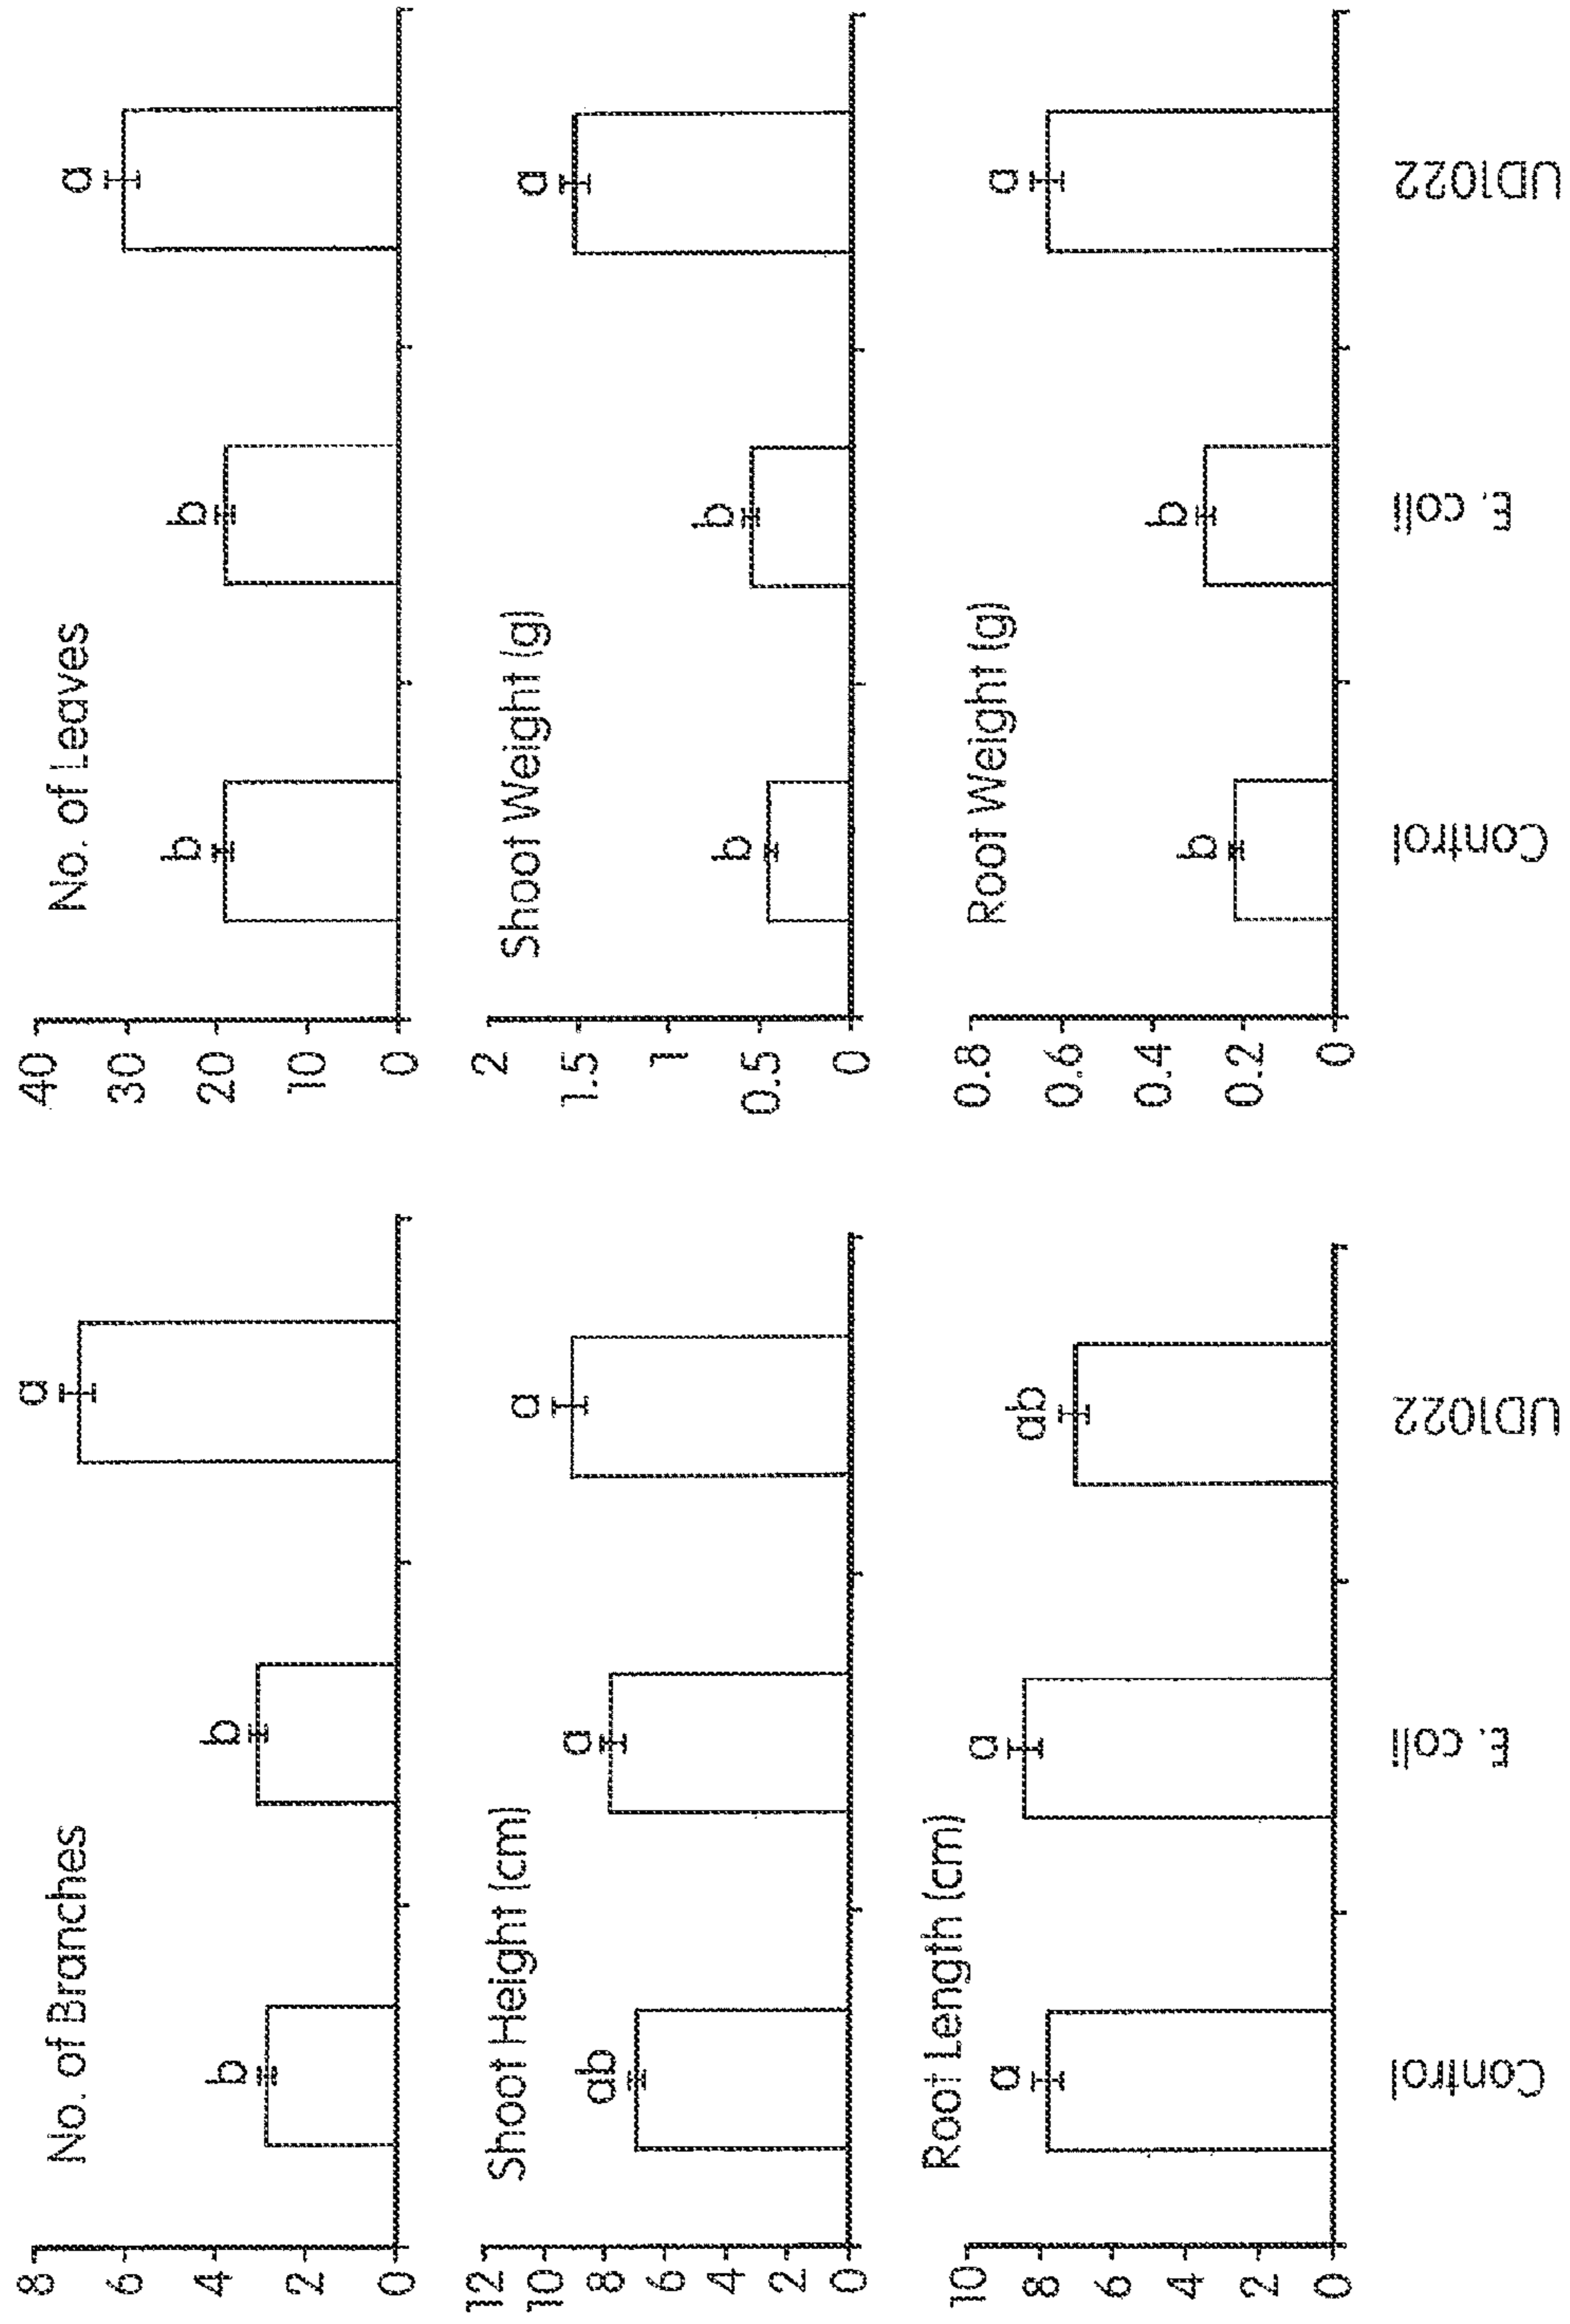 No. of Branches
8
6
4
2
0
b
b
a
No. of Leaves
40
30
20
10
0
b
b
a
Shoot Height (cm)
12
10
8
6
4
2
0
ab
a
a
Shoot Weight (g)
2
1.5
1
0.5
0
b
b
a
Root Length (cm)
10
8
6
4
2
0
a
a
ab
Control
E. coli
UD1022
Root Weight (g)
0.8
0.6
0.4
0.2
0
b
b
a
Control
E. coli
UD1022